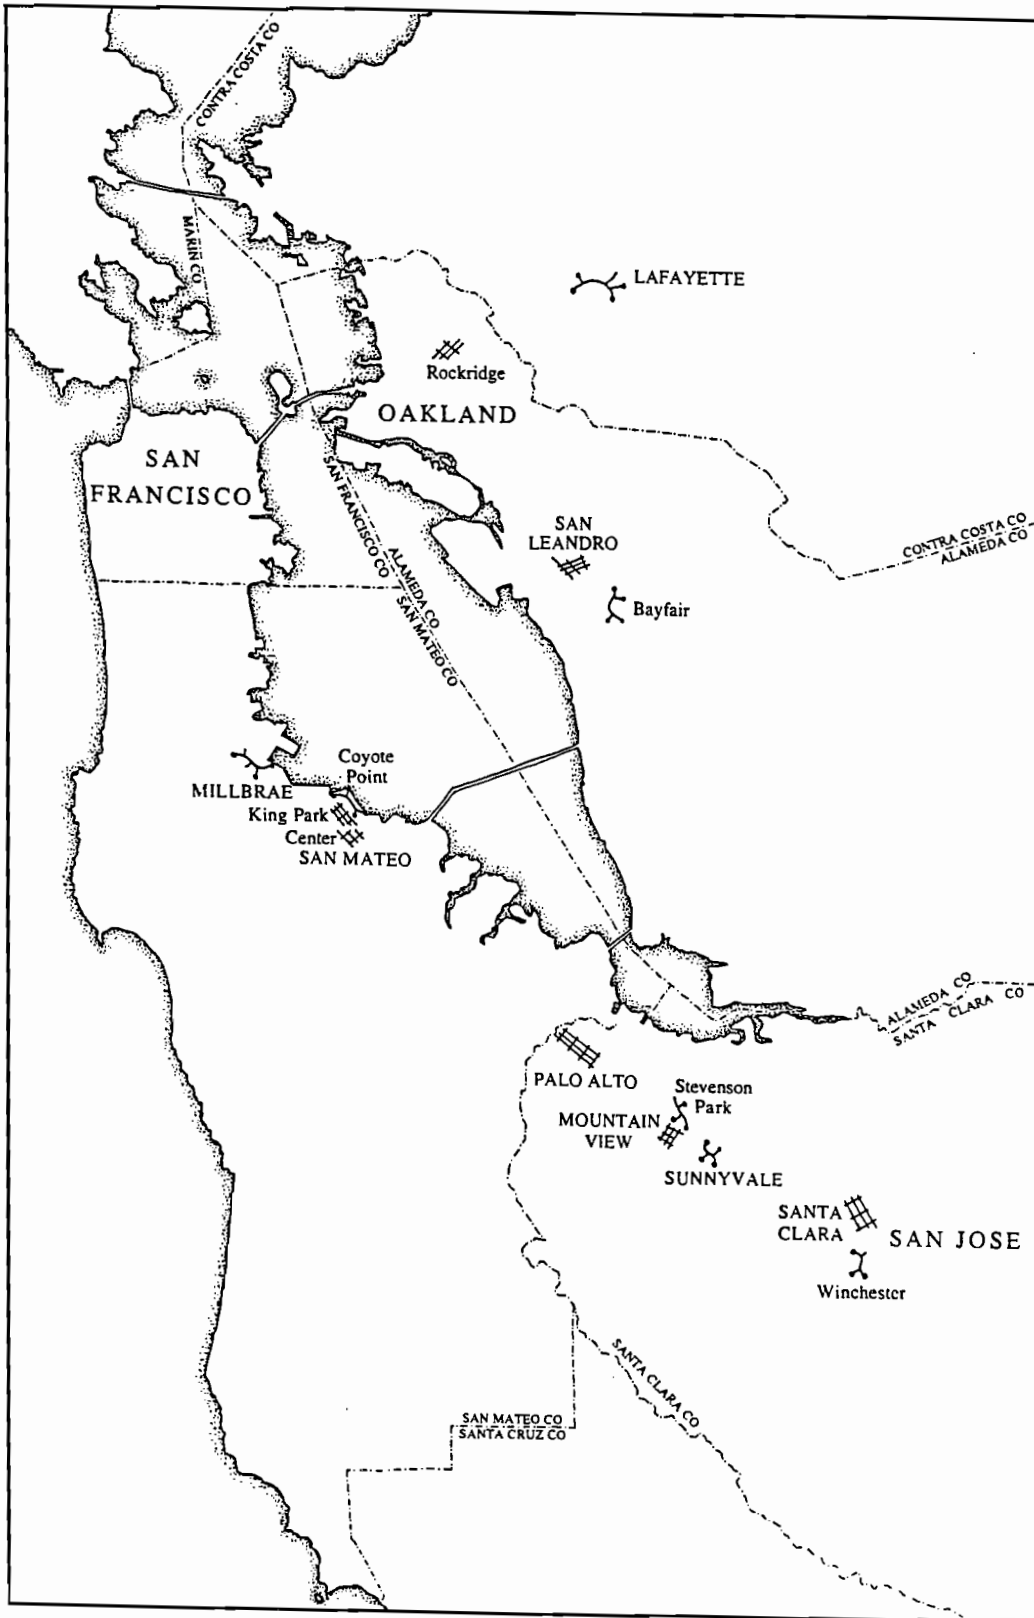 CONTRA COSTA CO
MARIN CO
LAFAYETTE
Rockridge
OAKLAND
SAN
FRANCISCO
SAN FRANCISCO CO
ALAMEDA CO
SAN MATEO CO
SAN
LEANDRO
CONTRA COSTA CO
ALAMEDA CO
Bayfair
Coyote
Point
MILLBRAE
King Park
Center
SAN MATEO
ALAMEDA CO
SANTA CLARA CO
PALO ALTO
Stevenson
Park
MOUNTAIN
VIEW
SUNNYVALE
SANTA
CLARA
SAN JOSE
Winchester
SANTA CLARA CO
SAN MATEO CO
SANTA CRUZ CO